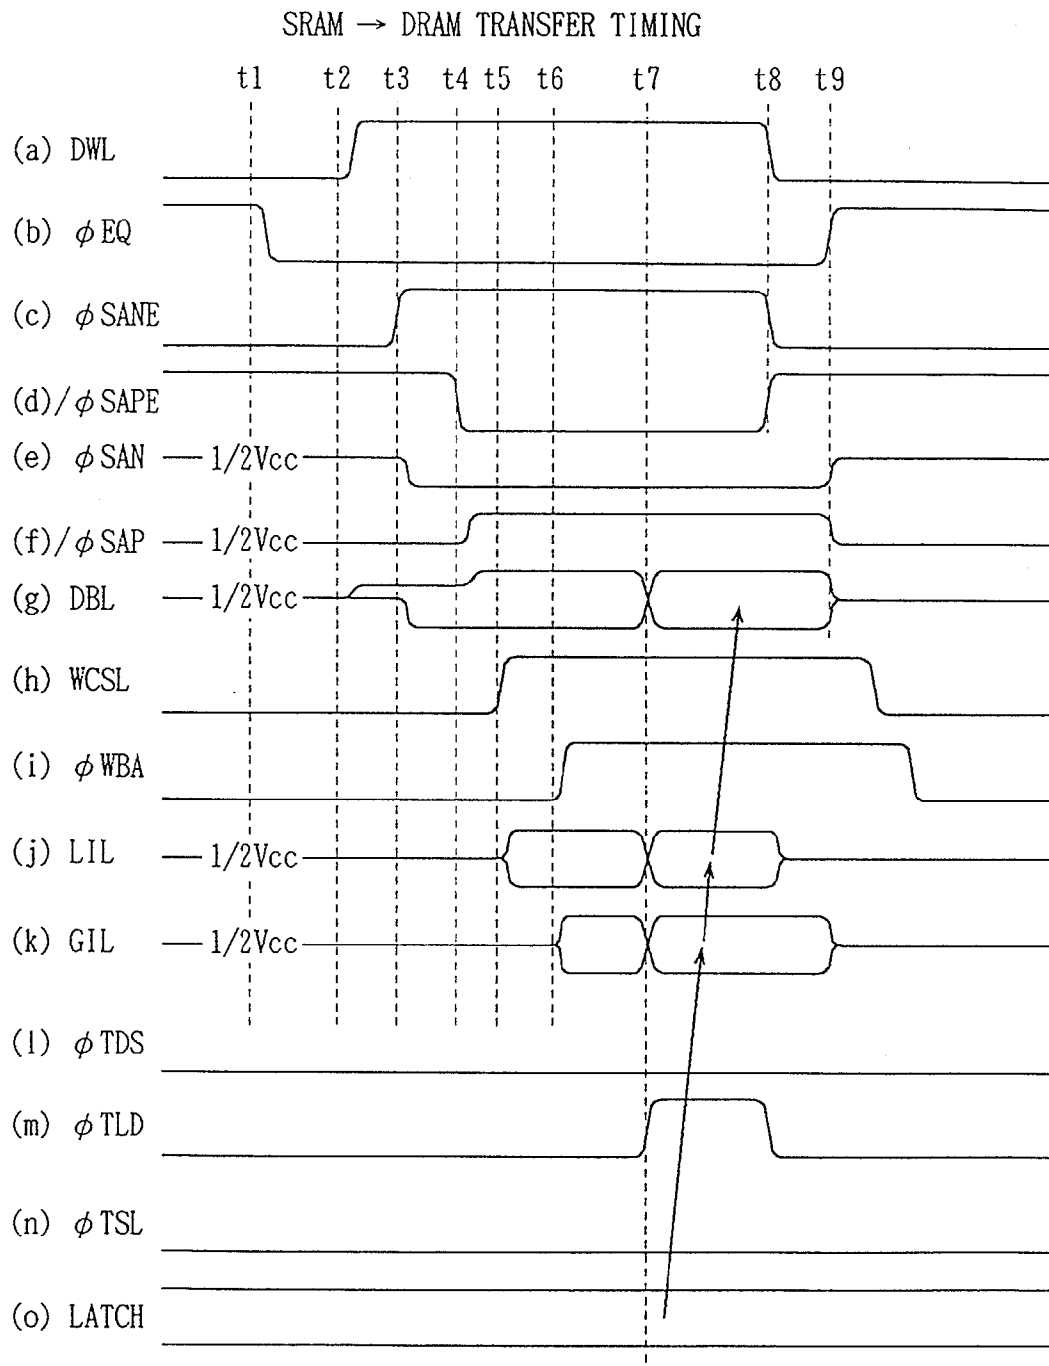 SRAM → DRAM TRANSFER TIMING
t1 t2 t3 t4 t5 t6 t7 t8 t9
(a) DWL
(b) φEQ
(c) φSANE
(d)/φSAPE
(e) φSAN 1/2Vcc
(f)/φSAP 1/2Vcc
(g) DBL 1/2Vcc
(h) WCSL
(i) φWBA
(j) LIL 1/2Vcc
(k) GIL 1/2Vcc
(l) φTDS
(m) φTLD
(n) φTSL
(o) LATCH